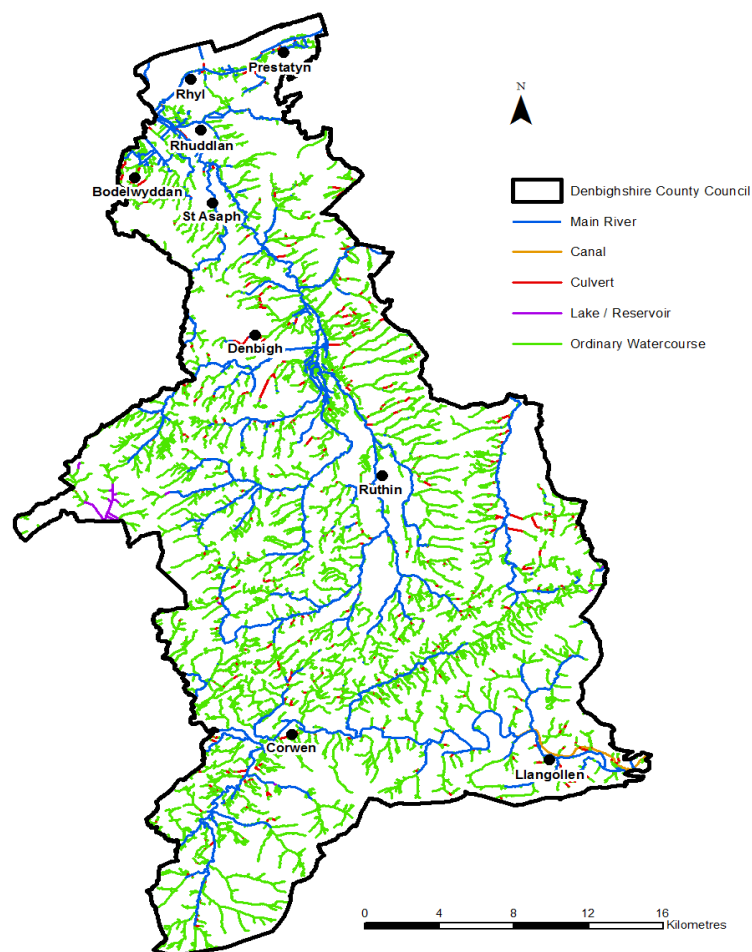 Prestatyn
Rhyl
Rhuddlan
Bodelwyddan
St Asaph
Denbigh
Ruthin
Corwen
Llangollen
N
Denbighshire County Council
Main River
Canal
Culvert
Lake / Reservoir
Ordinary Watercourse
0 4 8 12 16
Kilometres